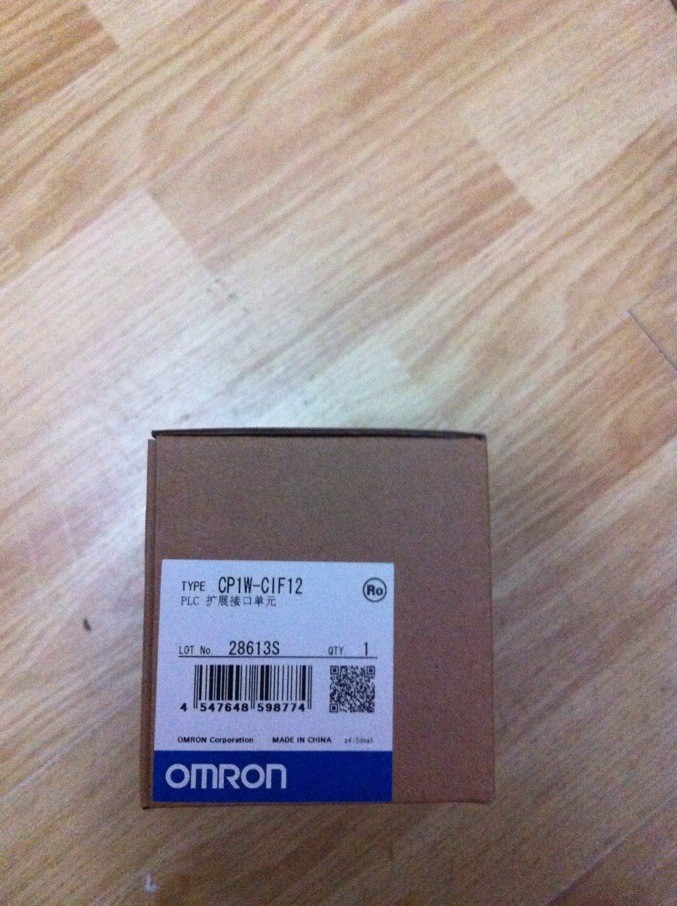 TYPE CP1W-CIF12
Ro
PLC 扩展接口单元
LOT No. 28613S QTY. 1
4 547648 598774
OMRON Corporation MADE IN CHINA
OMRON